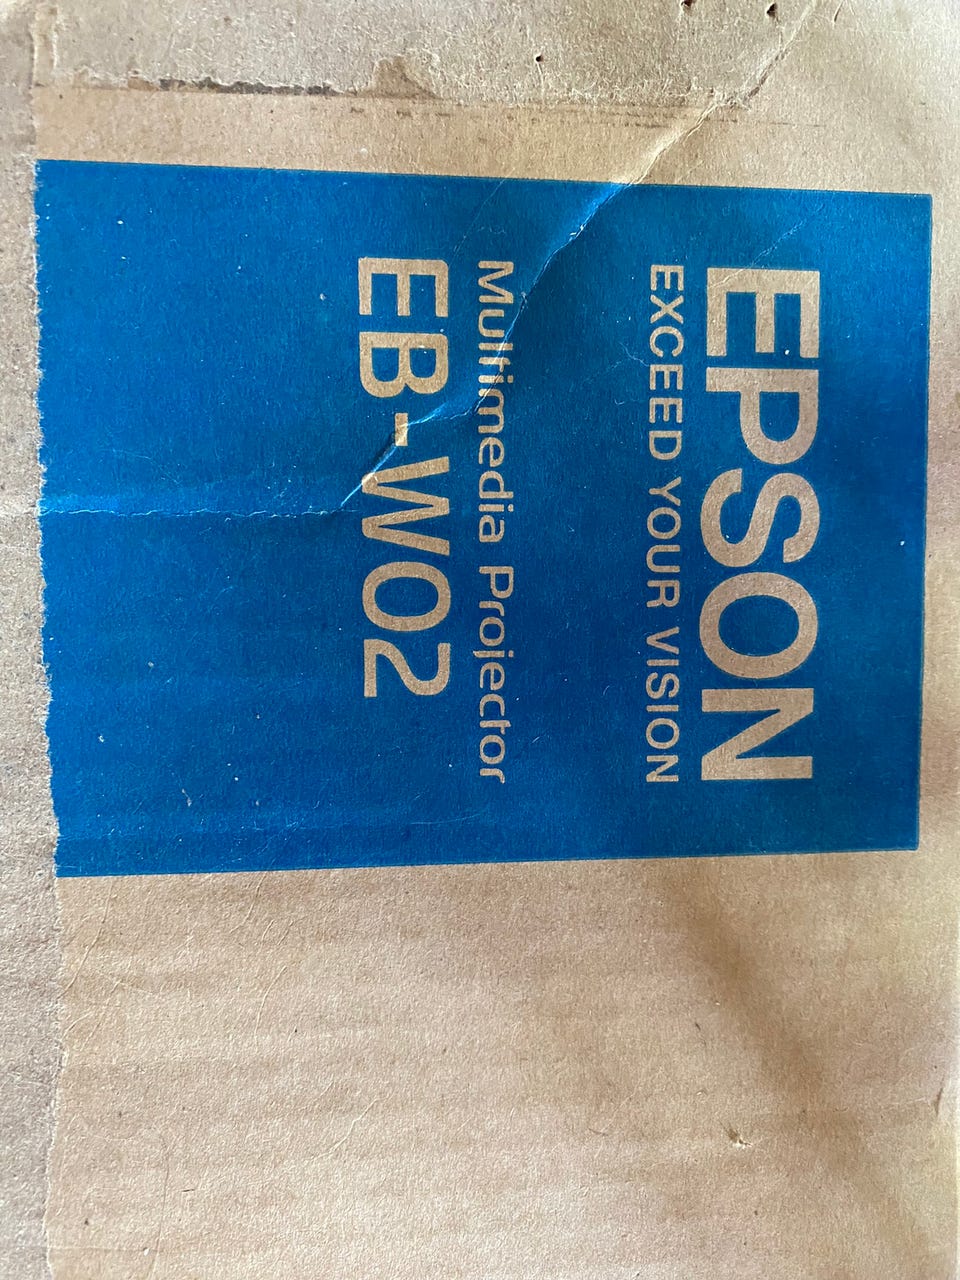 EPSON
EXCEED YOUR VISION
Multimedia Projector
EB-W02